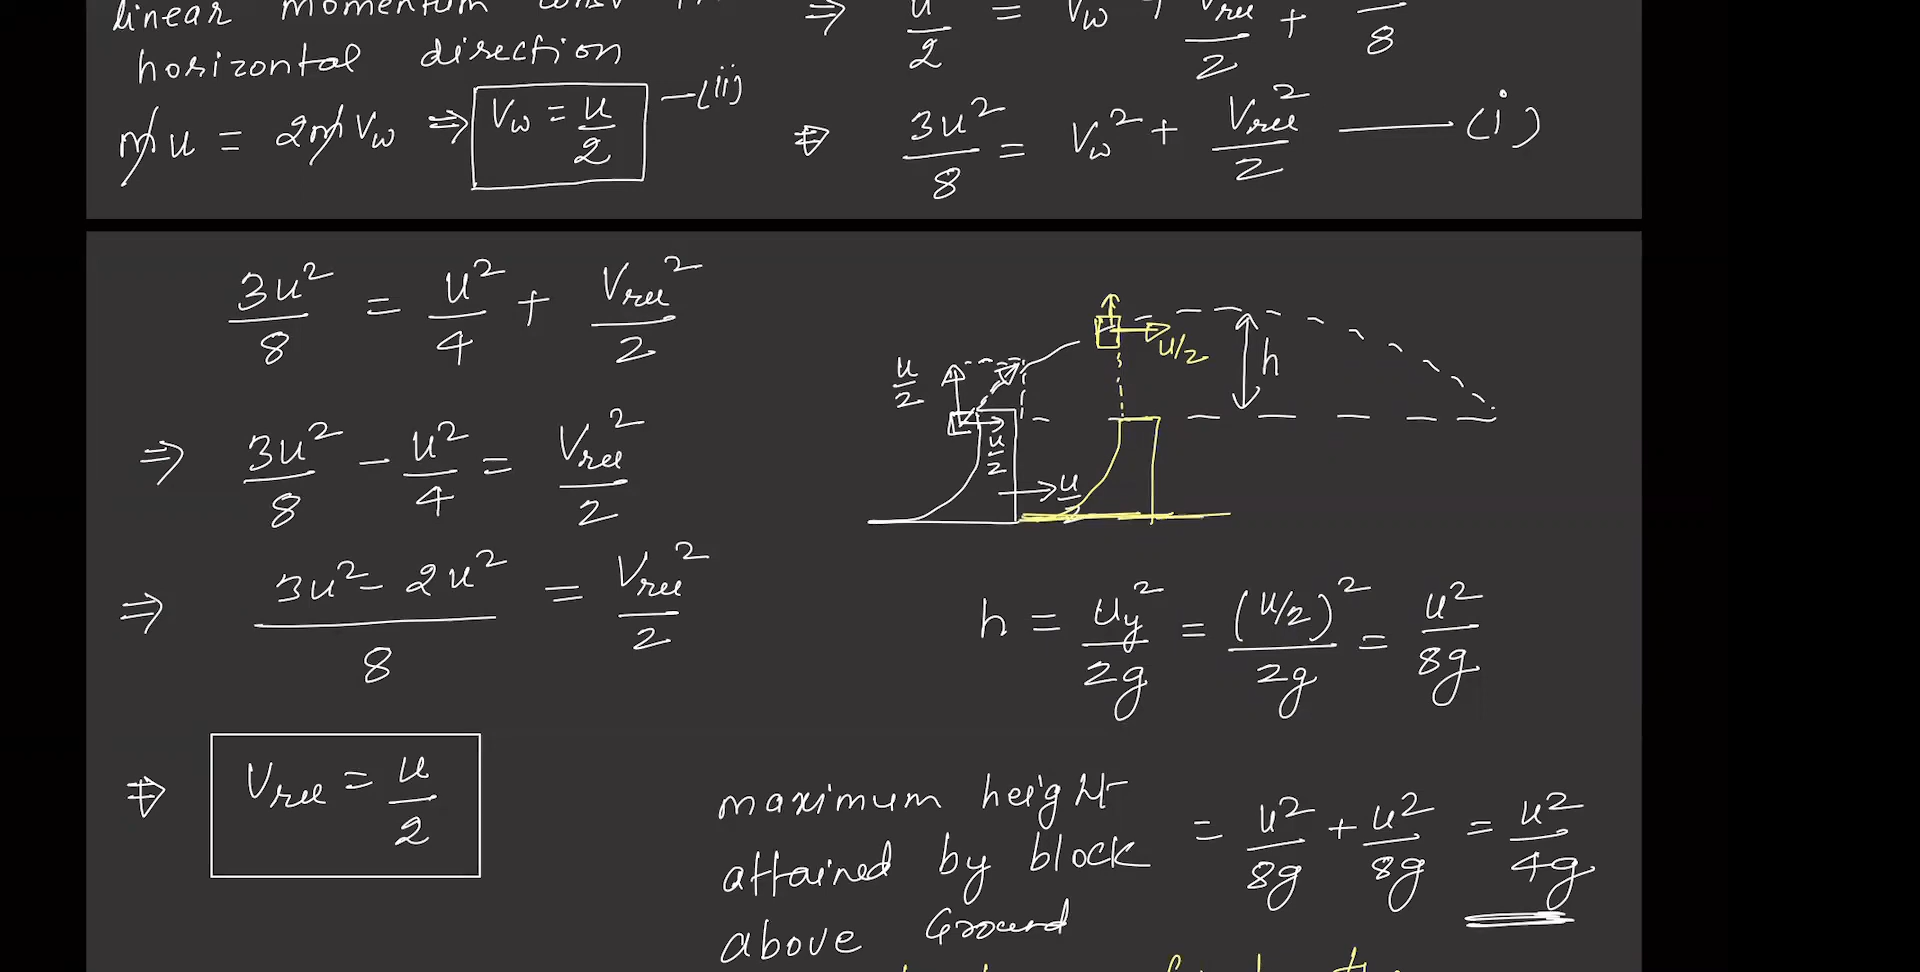 linear momentum const
horizontal direction
mu = 2mVw ⇒ Vw = u/2 —(ii)
⇒ u/2 = Vw + Vrel/2 + /8
⇒ 3u²/8 = Vw² + Vrel²/2 —(i)
3u²/8 = u²/4 + Vrel²/2
⇒ 3u²/8 - u²/4 = Vrel²/2
⇒ 3u² - 2u²/8 = Vrel²/2
⇒ Vrel = u/2
u/2
u/2
u/2
u/2
h
h = uy²/2g = (u/2)²/2g = u²/8g
maximum height
attained by block = u²/8g + u²/8g = u²/4g
above Ground